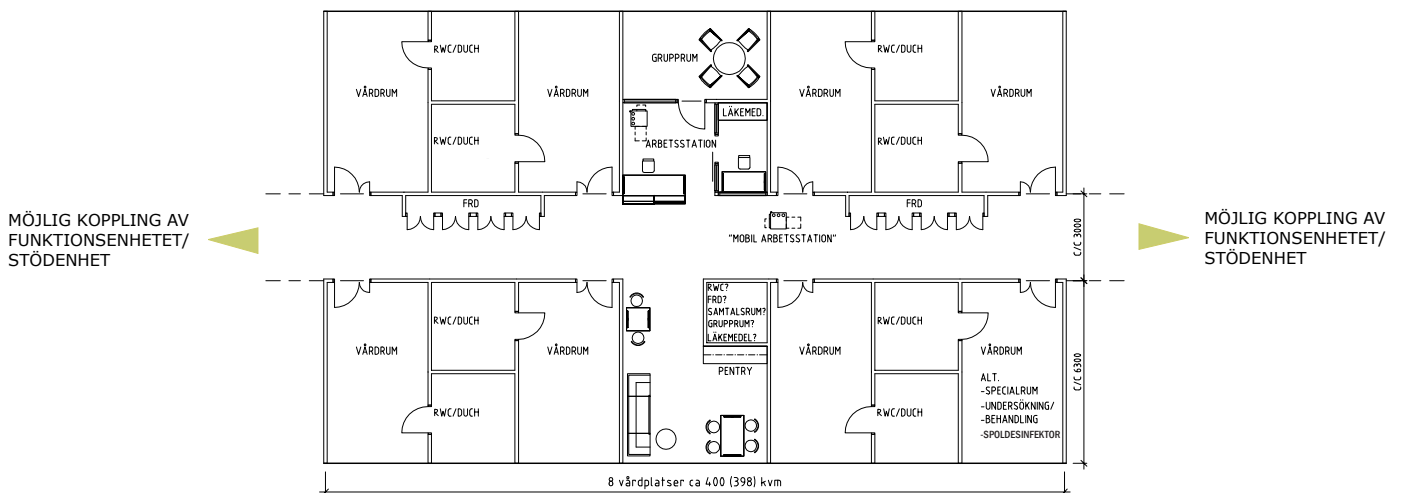 RWC/DUCH
RWC/DUCH
GRUPPRUM
VÅRDRUM
VÅRDRUM
VÅRDRUM
VÅRDRUM
LÄKEMED.
RWC/DUCH
RWC/DUCH
ARBETSSTATION
FRD
FRD
MÖJLIG KOPPLING AV
FUNKTIONSENHETET/
STÖDENHET
"MOBIL ARBETSSTATION"
C/C 3000
MÖJLIG KOPPLING AV
FUNKTIONSENHETET/
STÖDENHET
RWC?
FRD?
SAMTALSRUM?
GRUPPRUM?
LÄKEMEDEL?
RWC/DUCH
RWC/DUCH
VÅRDRUM
VÅRDRUM
VÅRDRUM
VÅRDRUM
PENTRY
C/C 6300
ALT.
-SPECIALRUM
-UNDERSÖKNING/
-BEHANDLING
-SPOLDESINFEKTOR
RWC/DUCH
RWC/DUCH
8 vårdplatser ca 400 (398) kvm